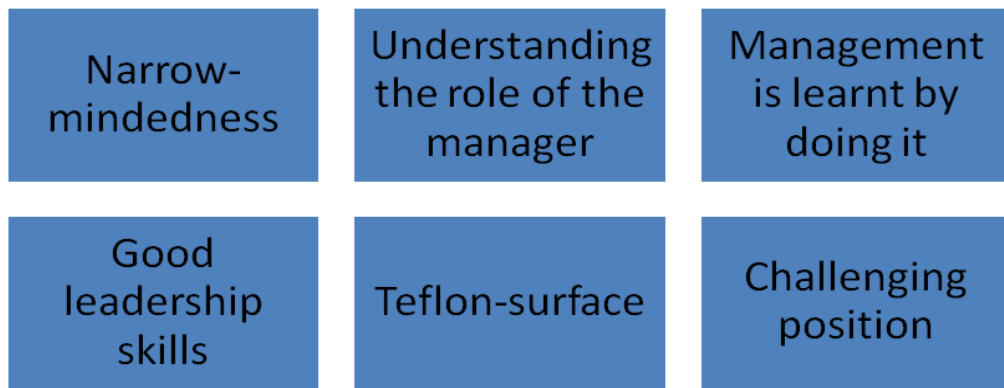 Narrow-
mindedness
Understanding
the role of the
manager
Management
is learnt by
doing it
Good
leadership
skills
Teflon-surface
Challenging
position